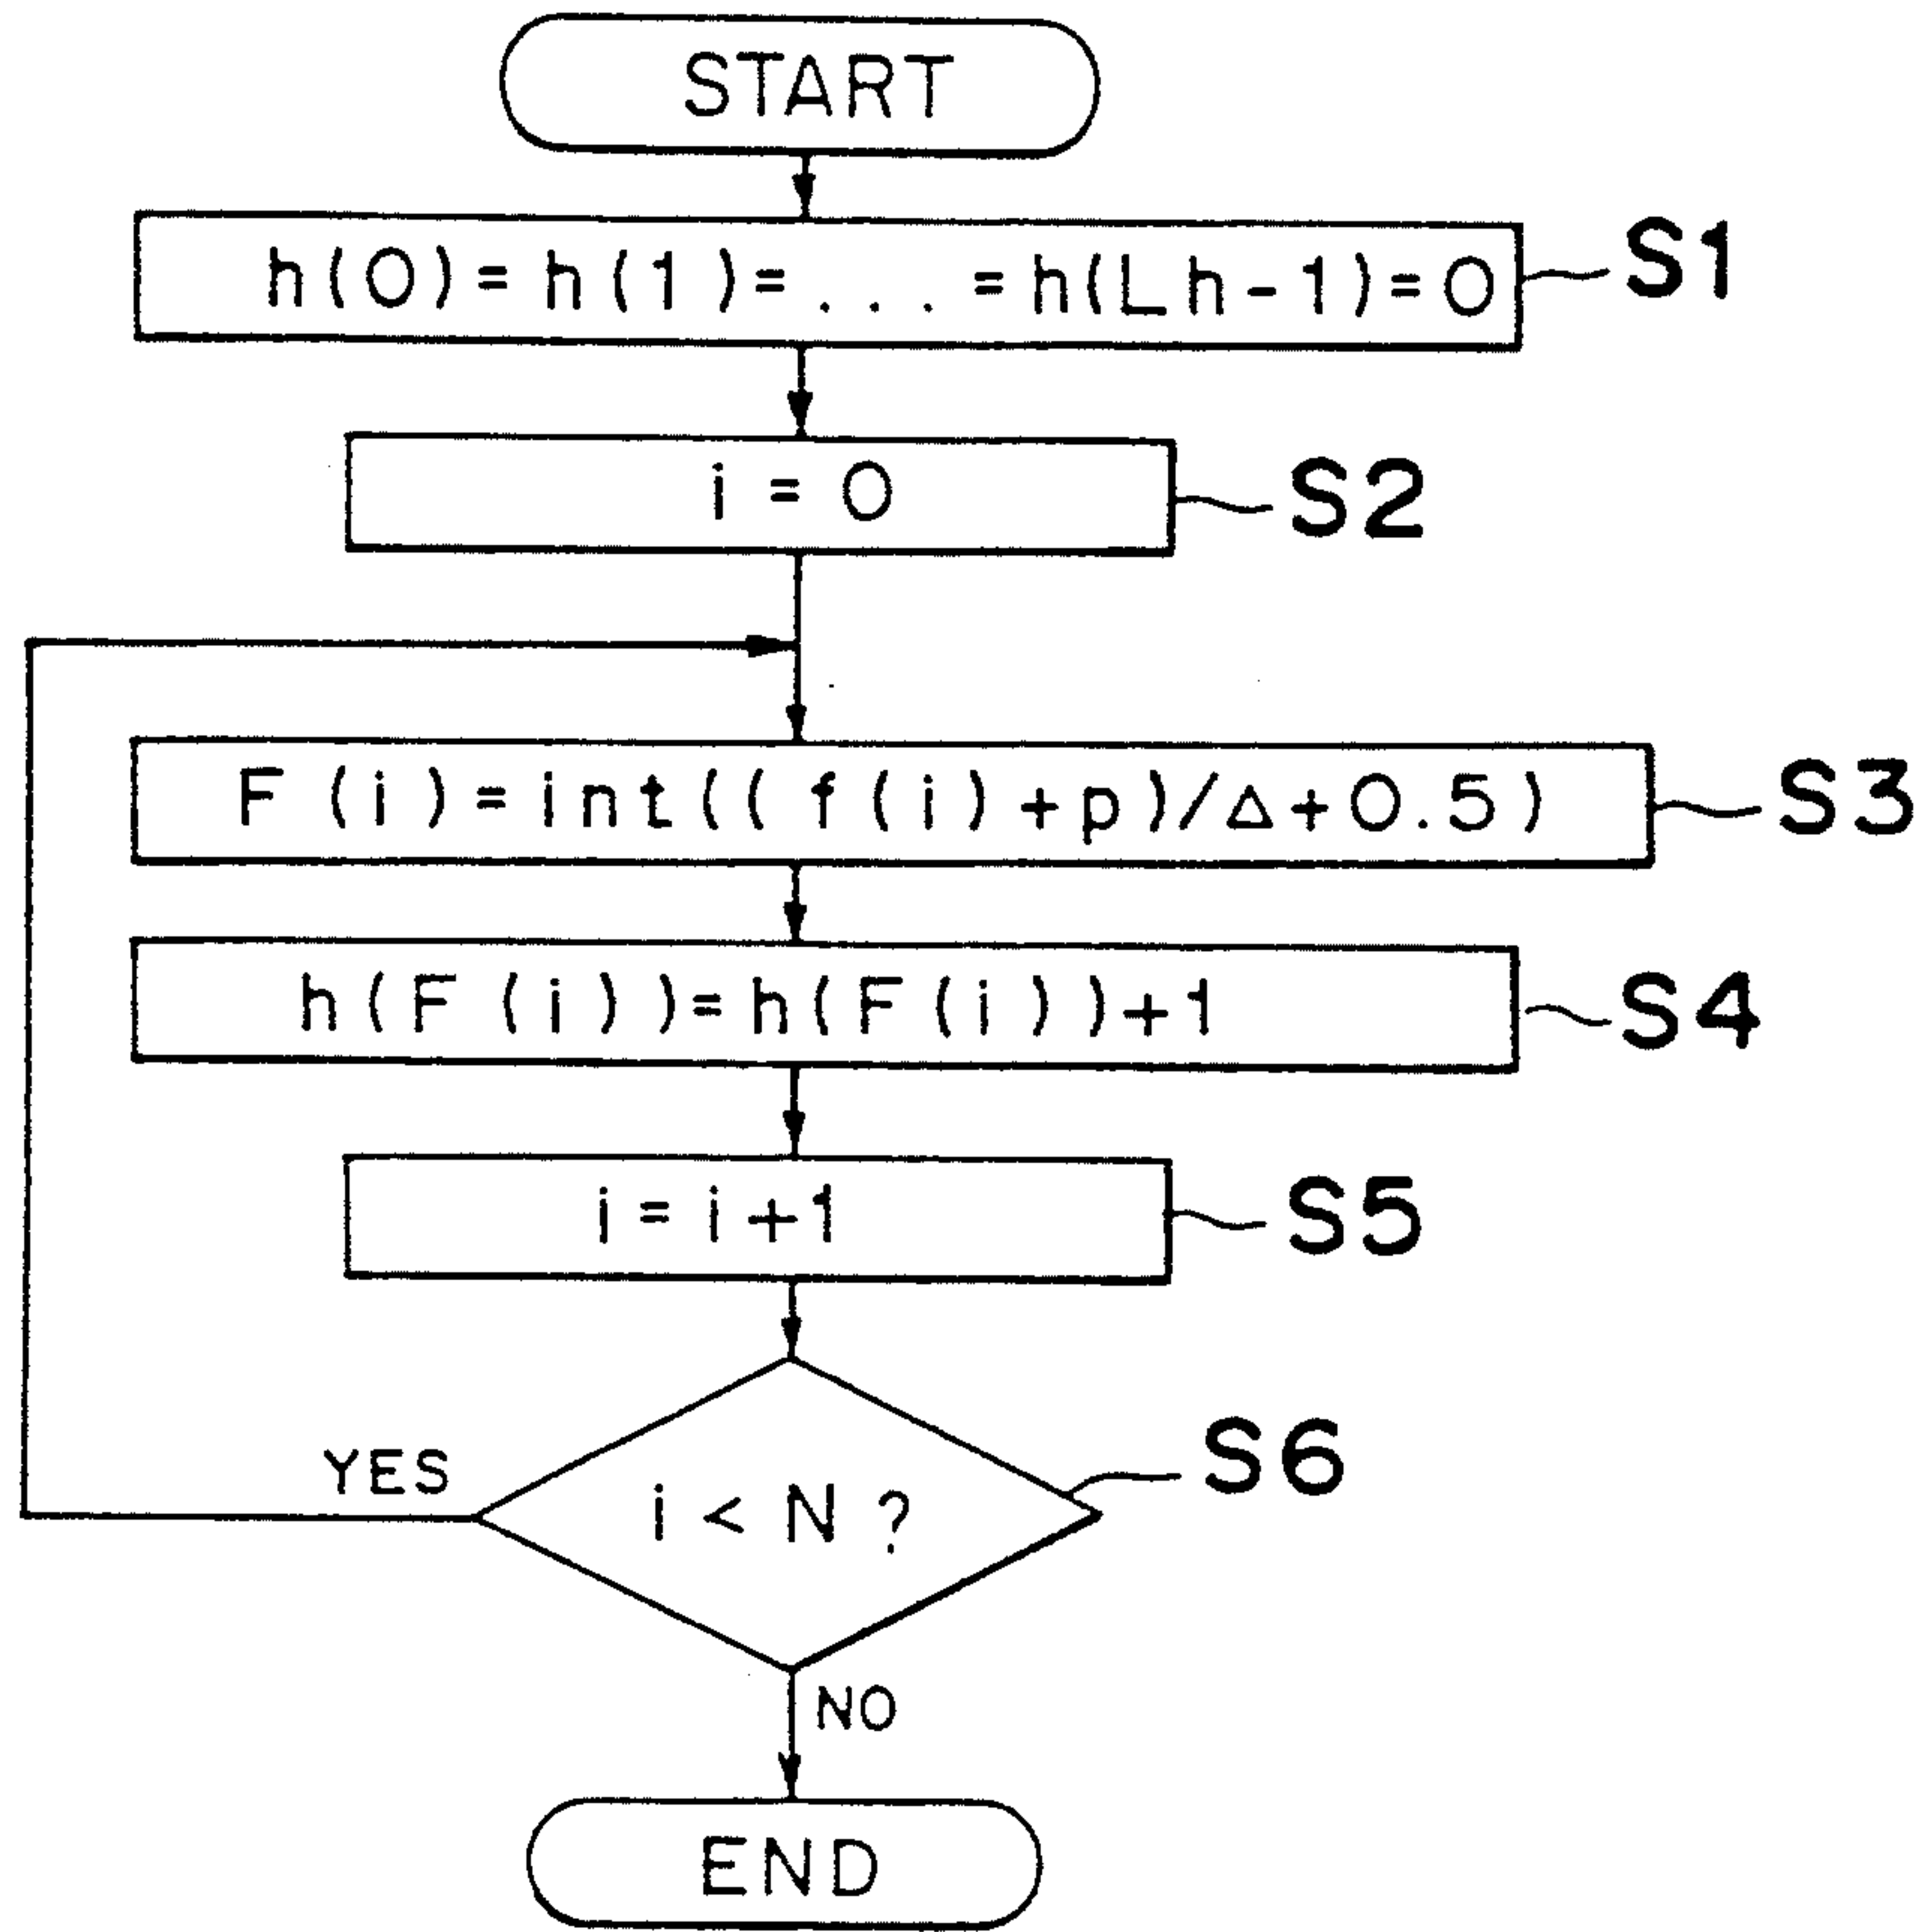 START
h(0)=h(1)=...=h(Lh-1)=0 S1
i=0 S2
F(i)=int((f(i)+p)/Δ+0.5) S3
h(F(i))=h(F(i))+1 S4
i=i+1 S5
S6
YES
i<N?
NO
END